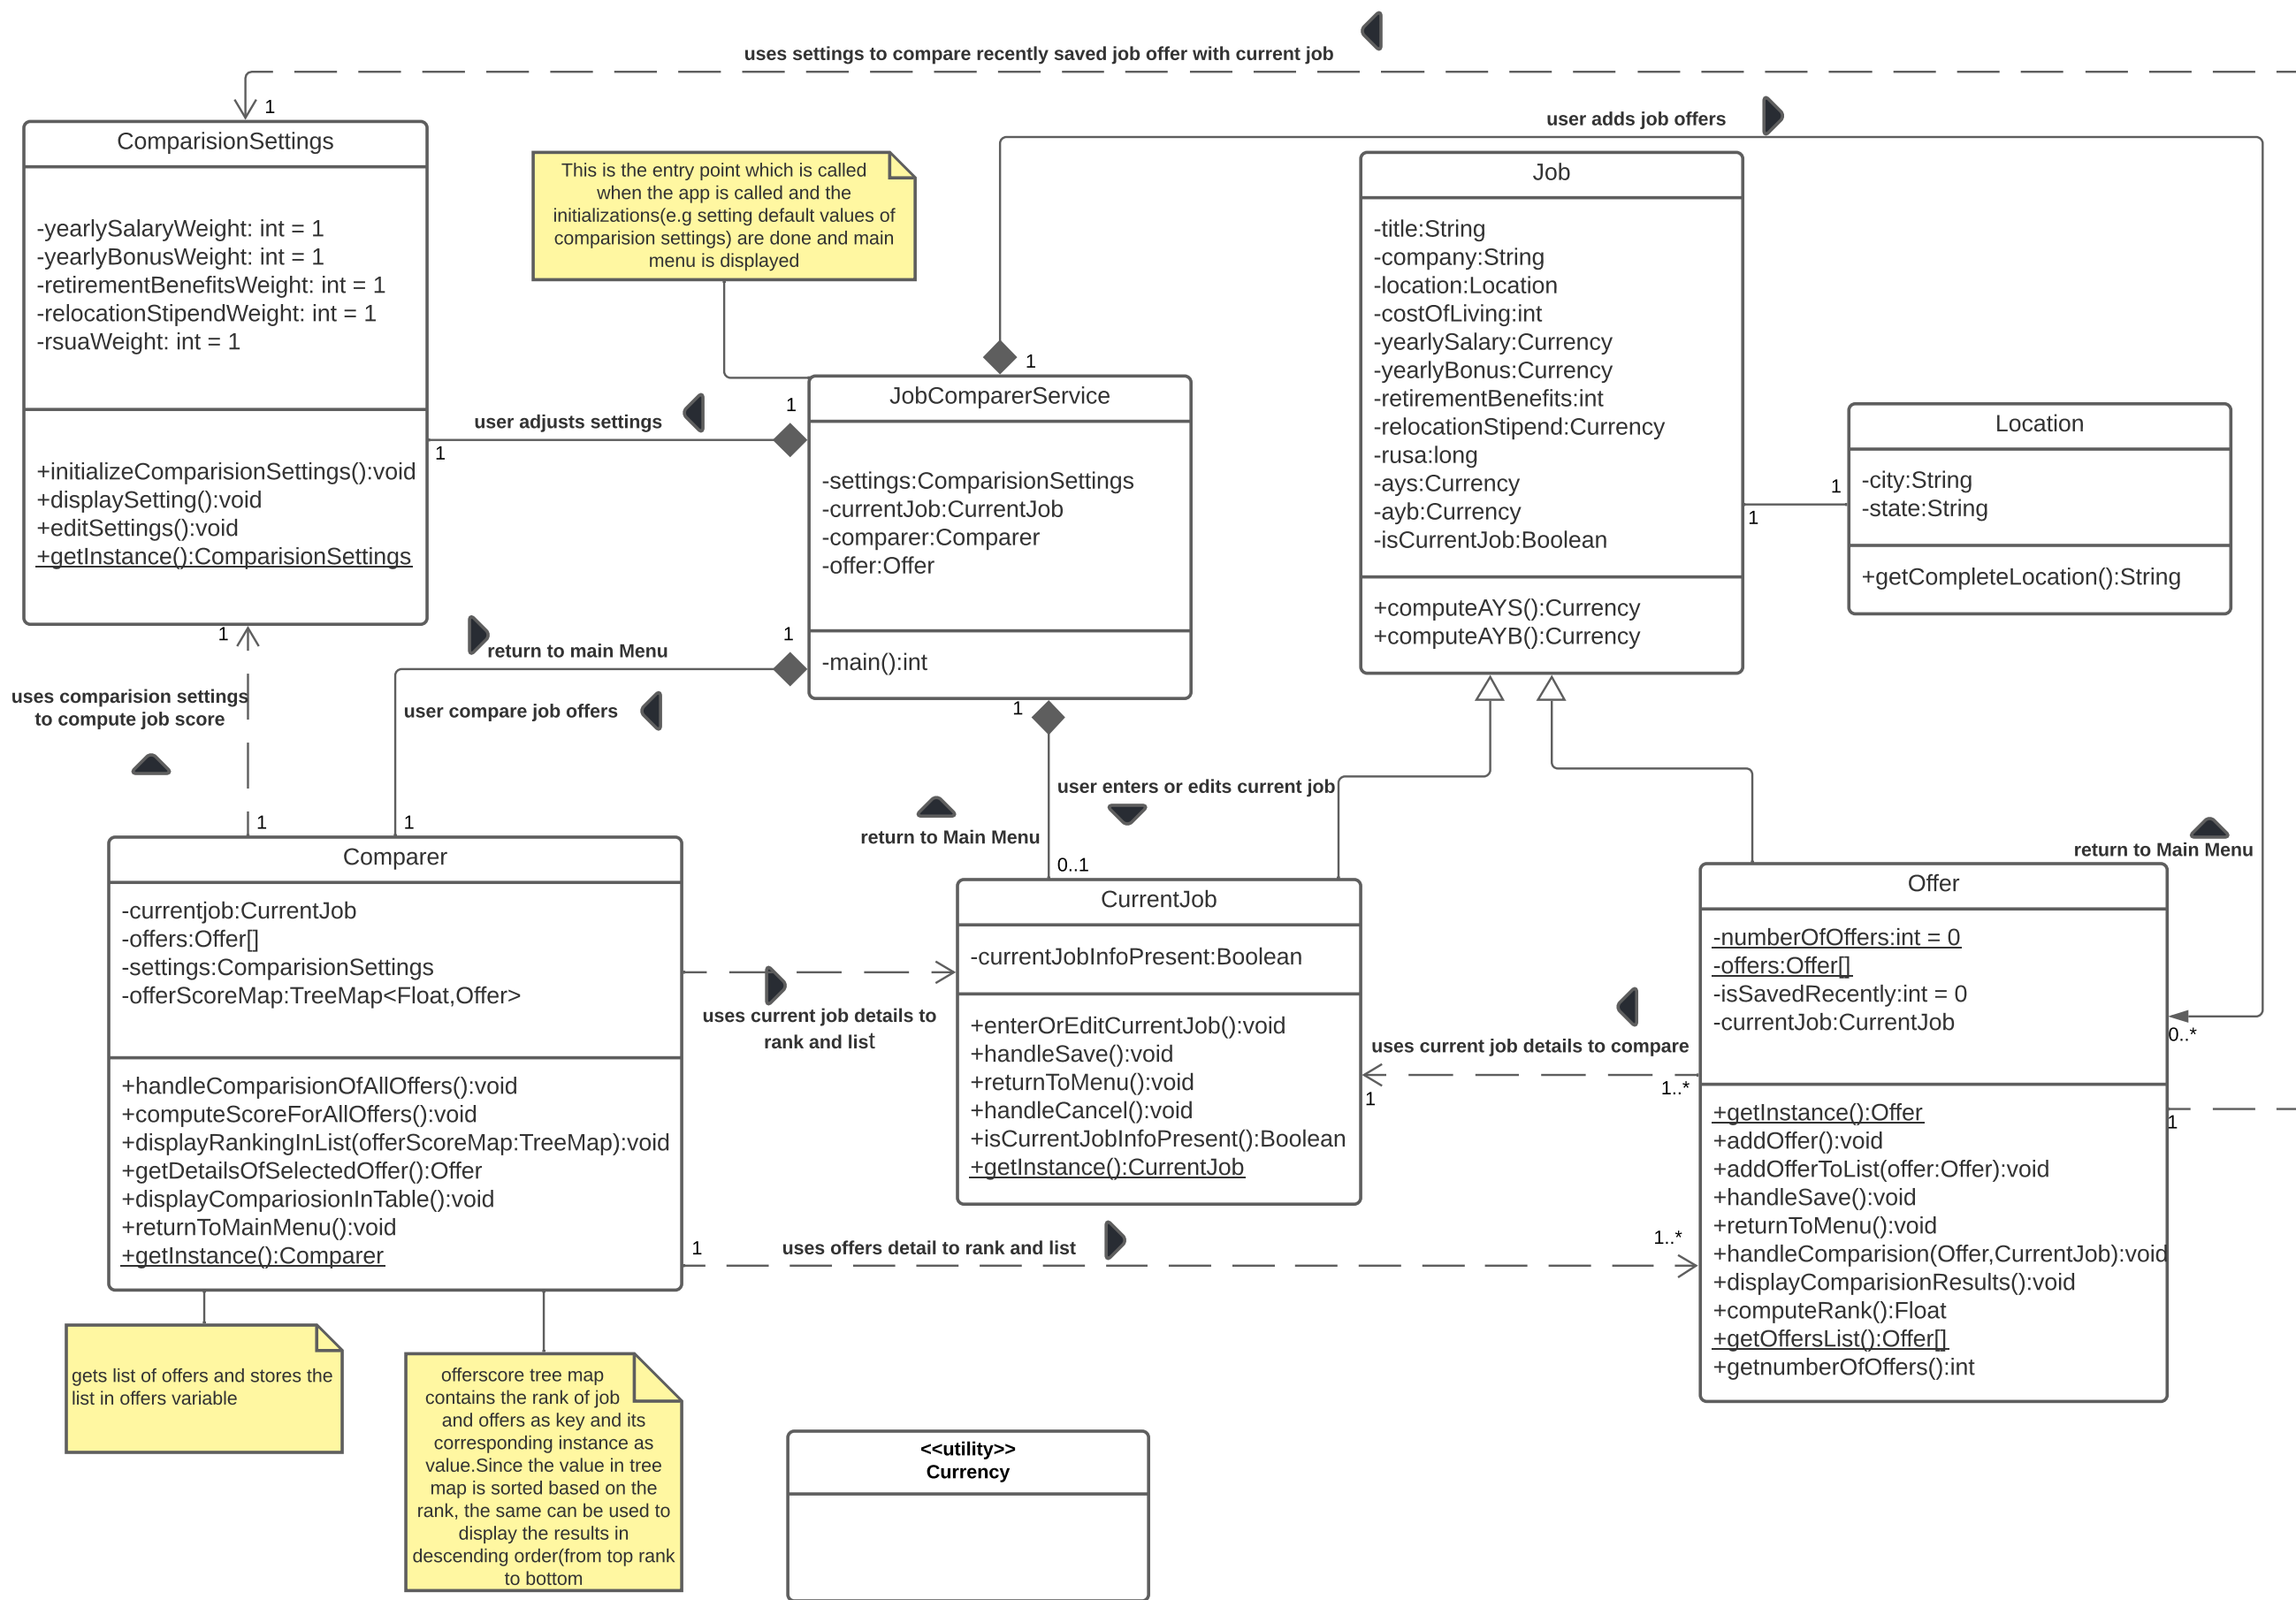 uses settings to compare recently saved job offer with current job
1
user adds job offers
ComparisionSettings
-yearlySalaryWeight: int = 1
-yearlyBonusWeight: int = 1
-retirementBenefitsWeight: int = 1
-relocationStipendWeight: int = 1
-rsuaWeight: int = 1
+initializeComparisionSettings():void
+displaySetting():void
+editSettings():void
+getInstance():ComparisionSettings
This is the entry point which is called
when the app is called and the
initializations(e.g setting default values of
comparision settings) are done and main
menu is displayed
1
JobComparerService
-settings:ComparisionSettings
-currentJob:CurrentJob
-comparer:Comparer
-offer:Offer
-main():int
user adjusts settings
1
1
Job
-title:String
-company:String
-location:Location
-costOfLiving:int
-yearlySalary:Currency
-yearlyBonus:Currency
-retirementBenefits:int
-relocationStipend:Currency
-rusa:long
-ays:Currency
-ayb:Currency
-isCurrentJob:Boolean
+computeAYS():Currency
+computeAYB():Currency
1
1
Location
-city:String
-state:String
+getCompleteLocation():String
1
uses comparision settings
to compute job score
1
return to main Menu
1
user compare job offers
1
1
user enters or edits current job
return to Main Menu
0..1
return to Main Menu
Comparer
-currentjob:CurrentJob
-offers:Offer[]
-settings:ComparisionSettings
-offerScoreMap:TreeMap<Float,Offer>
+handleComparisionOfAllOffers():void
+computeScoreForAllOffers():void
+displayRankingInList(offerScoreMap:TreeMap):void
+getDetailsOfSelectedOffer():Offer
+displayCompariosionInTable():void
+returnToMainMenu():void
+getInstance():Comparer
uses current job details to
rank and list
CurrentJob
-currentJobInfoPresent:Boolean
+enterOrEditCurrentJob():void
+handleSave():void
+returnToMenu():void
+handleCancel():void
+isCurrentJobInfoPresent():Boolean
+getInstance():CurrentJob
uses current job details to compare
1
1..*
Offer
-numberOfOffers:int = 0
-offers:Offer[]
-isSavedRecently:int = 0
-currentJob:CurrentJob
+getInstance():Offer
+addOffer():void
+addOfferToList(offer:Offer):void
+handleSave():void
+returnToMenu():void
+handleComparision(Offer,CurrentJob):void
+displayComparisionResults():void
+computeRank():Float
+getOffersList():Offer[]
+getnumberOfOffers():int
0..*
1
1
uses offers detail to rank and list
1..*
gets list of offers and stores the
list in offers variable
offerscore tree map
contains the rank of job
and offers as key and its
corresponding instance as
value.Since the value in tree
map is sorted based on the
rank, the same can be used to
display the results in
descending order(from top rank
to bottom
<<utility>>
Currency